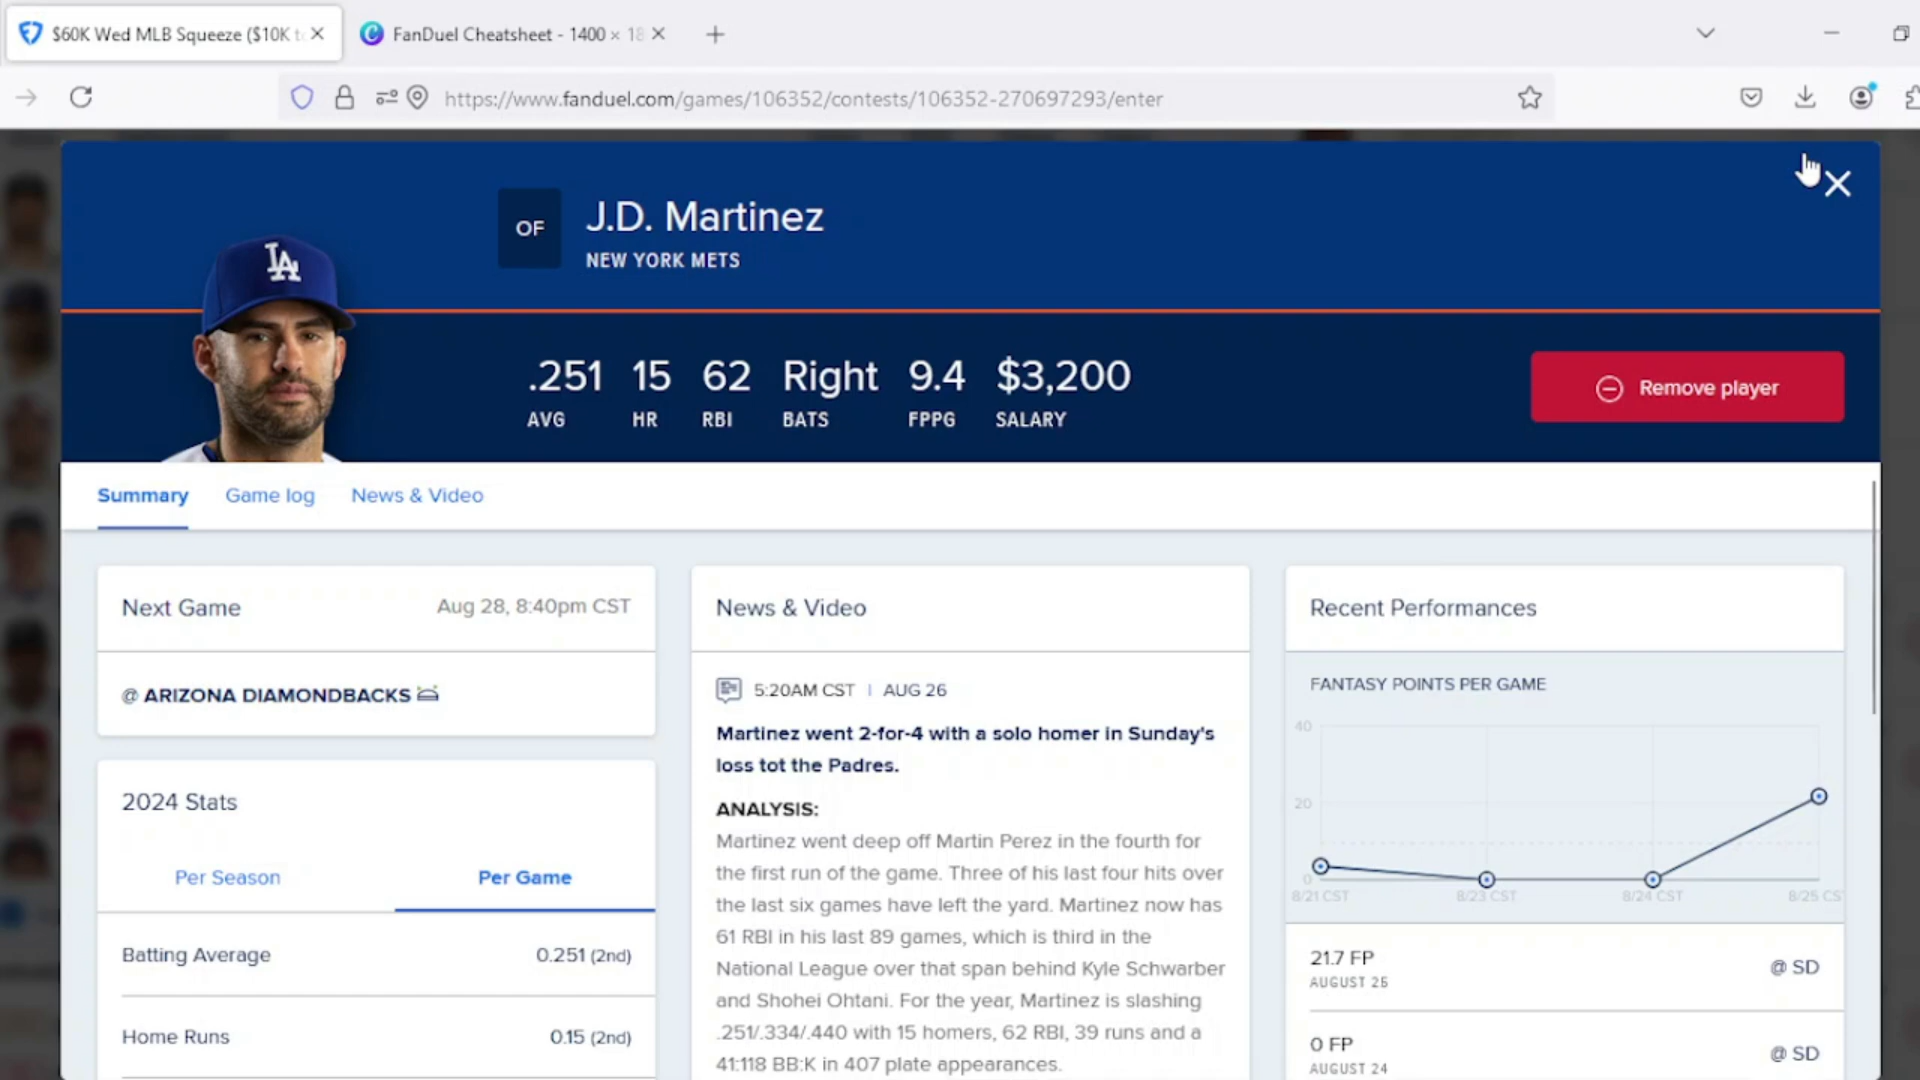 $60K Wed MLB Squeeze ($10K t
FanDuel Cheatsheet - 1400 × 18
https://www.fanduel.com/games/106352/contests/106352-270697293/enter
OF
J.D. Martinez
NEW YORK METS
LA
.251 15 62 Right 9.4 $3,200
AVG HR RBI BATS FPPG SALARY
Remove player
Summary Game log News & Video
Next Game Aug 28, 8:40pm CST
@ ARIZONA DIAMONDBACKS
2024 Stats
Per Season Per Game
Batting Average 0.251 (2nd)
Home Runs 0.15 (2nd)
News & Video
5:20AM CST | AUG 26
Martinez went 2-for-4 with a solo homer in Sunday's
loss tot the Padres.
ANALYSIS:
Martinez went deep off Martin Perez in the fourth for
the first run of the game. Three of his last four hits over
the last six games have left the yard. Martinez now has
61 RBI in his last 89 games, which is third in the
National League over that span behind Kyle Schwarber
and Shohei Ohtani. For the year, Martinez is slashing
.251/.334/.440 with 15 homers, 62 RBI, 39 runs and a
41:118 BB:K in 407 plate appearances.
Recent Performances
FANTASY POINTS PER GAME
40
20
0
8/21 CST 8/23 CST 8/24 CST 8/25 CS
21.7 FP @ SD
AUGUST 25
0 FP @ SD
AUGUST 24